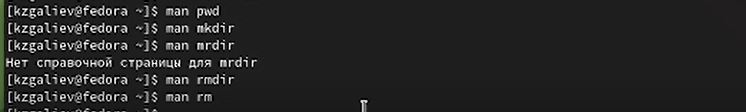 [kzgaliev@fedora ~]$ man pwd
[kzgaliev@fedora ~]$ man mkdir
[kzgaliev@fedora ~]$ man mrdir
Нет справочной страницы для mrdir
[kzgaliev@fedora ~]$ man rmdir
[kzgaliev@fedora ~]$ man rm